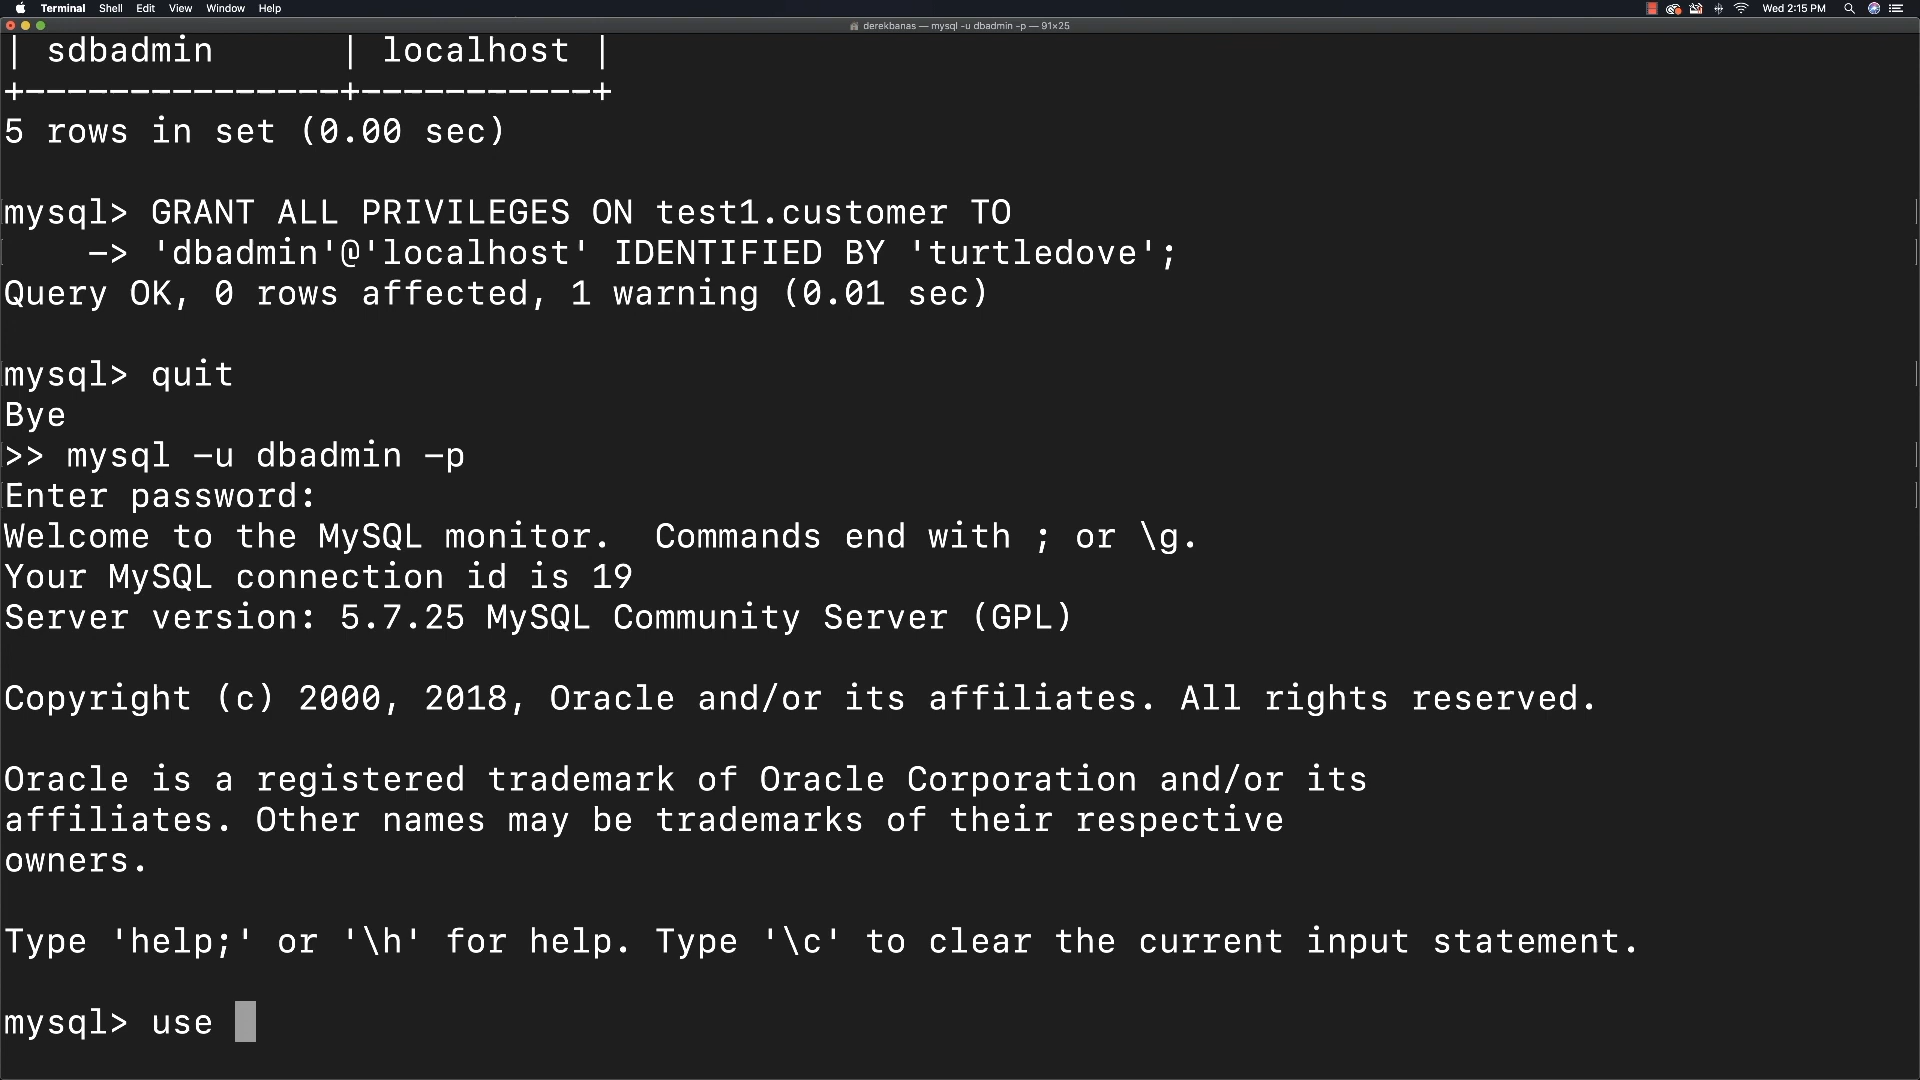 Terminal Shell Edit View Window Help Wed 2:15 PM
derekbanas — mysql -u dbadmin -p — 91×25
| sdbadmin      | localhost |
+---------------+-----------+
5 rows in set (0.00 sec)
mysql> GRANT ALL PRIVILEGES ON test1.customer TO
    -> 'dbadmin'@'localhost' IDENTIFIED BY 'turtledove';
Query OK, 0 rows affected, 1 warning (0.01 sec)
mysql> quit
Bye
>> mysql -u dbadmin -p
Enter password:
Welcome to the MySQL monitor.  Commands end with ; or \g.
Your MySQL connection id is 19
Server version: 5.7.25 MySQL Community Server (GPL)
Copyright (c) 2000, 2018, Oracle and/or its affiliates. All rights reserved.
Oracle is a registered trademark of Oracle Corporation and/or its
affiliates. Other names may be trademarks of their respective
owners.
Type 'help;' or '\h' for help. Type '\c' to clear the current input statement.
mysql> use